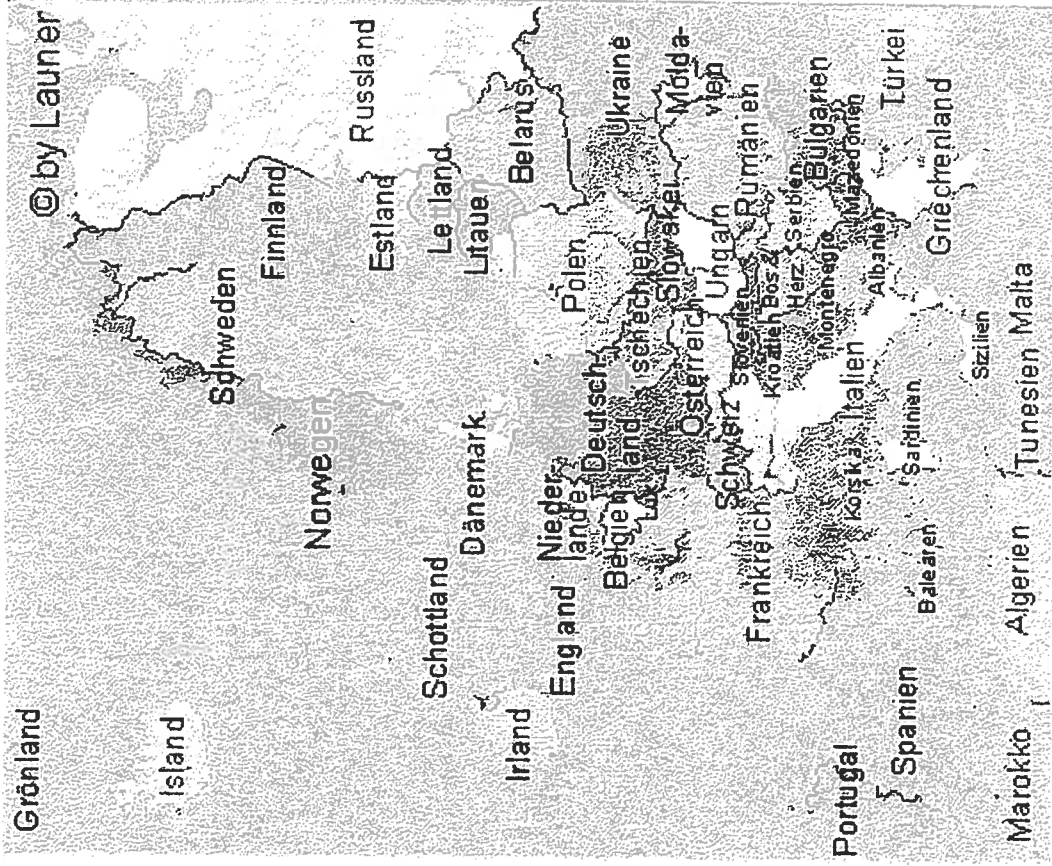 © by Launer
Grönland
Island
Schweden
Finnland
Russland
Norwegen
Estland
Schottland
Dänemark
Lettland
Litauen
Irland
England
Nieder
lande
Belgien
Lux
Deutsch
land
Polen
Belarus
Tschechien
Slowakei
Ukraine
Molda-
vien
Österreich
Ungarn
Rumänien
Schweiz
Slowenien
Kroatien
Bos &
Herz
Serbien
Bulgarien
Frankreich
Montenegro
Mazedonien
Albanien
Türkei
Portugal
Spanien
Korsika
Italien
Griechenland
Balearen
Sardinien
Sizilien
Marokko
Algerien
Tunesien
Malta